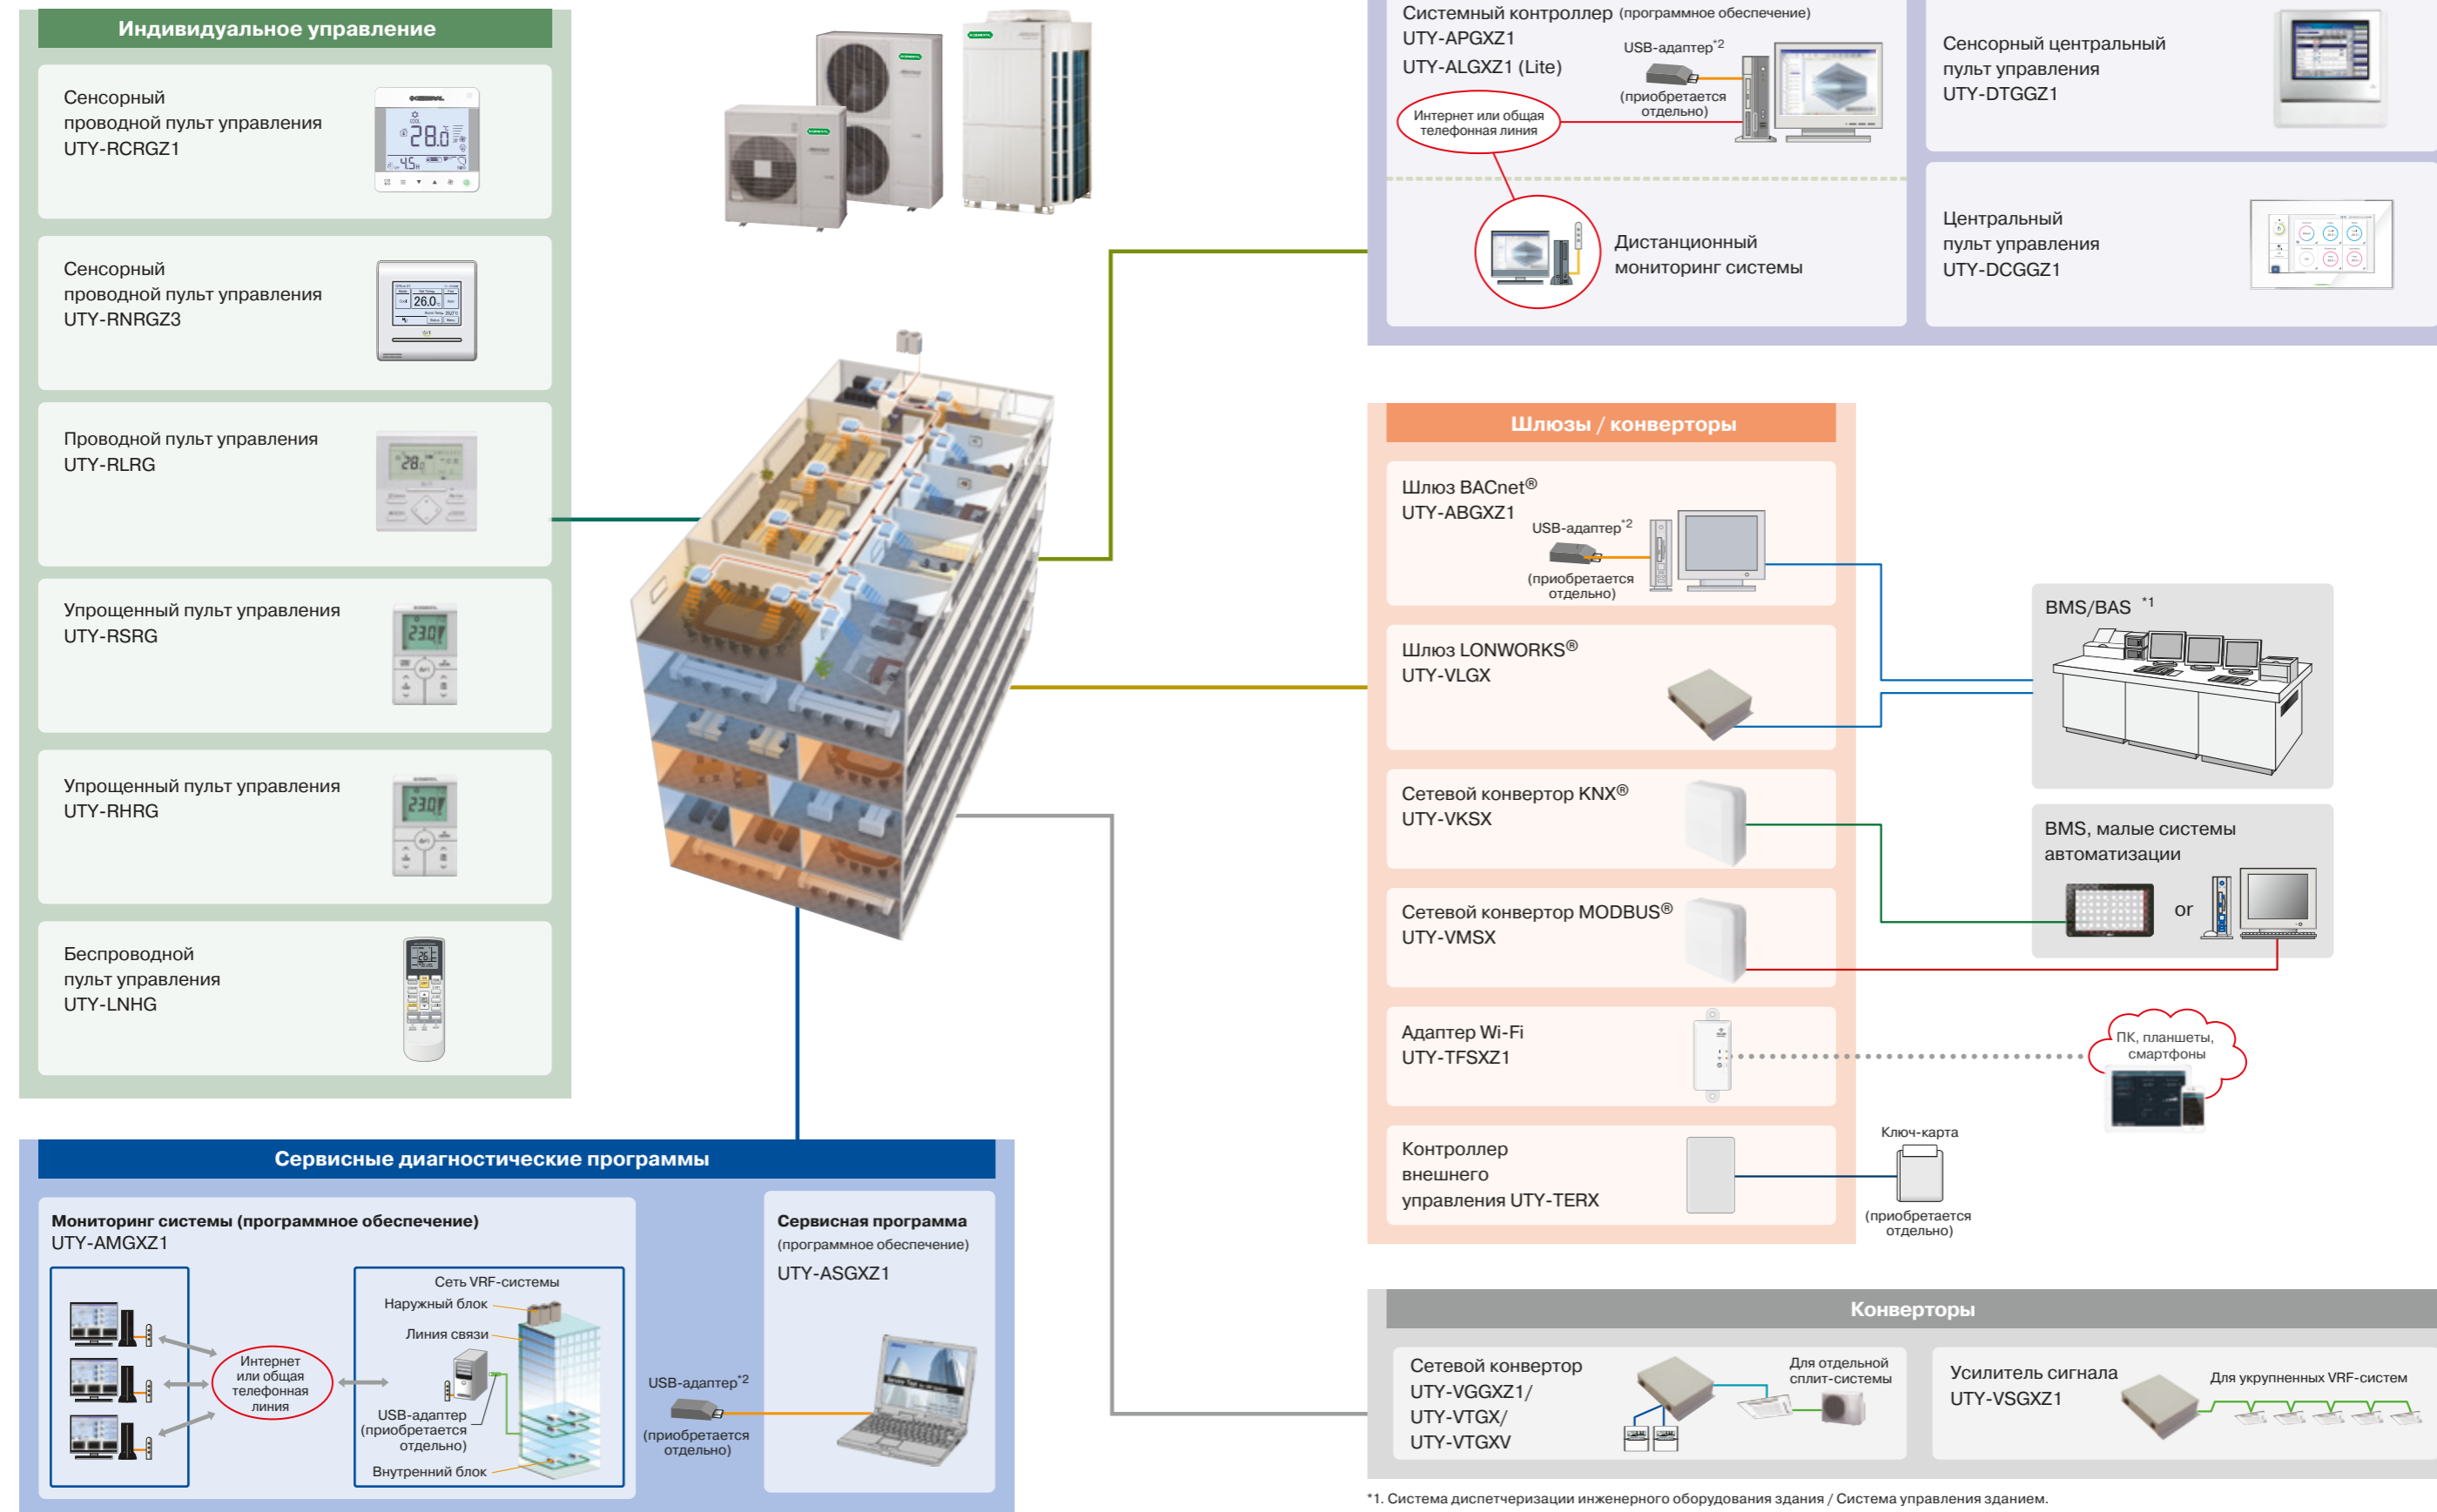 Индивидуальное управление
Сенсорный
проводной пульт управления
UTY-RCRGZ1
Сенсорный
проводной пульт управления
UTY-RNRGZ3
26.0
Проводной пульт управления
UTY-RLRG
Упрощенный пульт управления
UTY-RSRG
Упрощенный пульт управления
UTY-RHRG
Беспроводной
пульт управления
UTY-LNHG
Системный контроллер (программное обеспечение)
UTY-APGXZ1
UTY-ALGXZ1 (Lite)
USB-адаптер*2
(приобретается
отдельно)
Интернет или общая
телефонная линия
Дистанционный
мониторинг системы
Сенсорный центральный
пульт управления
UTY-DTGGZ1
Центральный
пульт управления
UTY-DCGGZ1
Шлюзы / конверторы
Шлюз BACnet®
UTY-ABGXZ1
USB-адаптер*2
(приобретается
отдельно)
Шлюз LONWORKS®
UTY-VLGX
Сетевой конвертор KNX®
UTY-VKSX
Сетевой конвертор MODBUS®
UTY-VMSX
Адаптер Wi-Fi
UTY-TFSXZ1
Контроллер
внешнего
управления UTY-TERX
BMS/BAS *1
BMS, малые системы
автоматизации
or
ПК, планшеты,
смартфоны
Ключ-карта
(приобретается
отдельно)
Сервисные диагностические программы
Мониторинг системы (программное обеспечение)
UTY-AMGXZ1
Интернет
или общая
телефонная
линия
Сеть VRF-системы
Наружный блок
Линия связи
USB-адаптер
(приобретается
отдельно)
Внутренний блок
USB-адаптер*2
(приобретается
отдельно)
Сервисная программа
(программное обеспечение)
UTY-ASGXZ1
Конверторы
Сетевой конвертор
UTY-VGGXZ1/
UTY-VTGX/
UTY-VTGXV
Для отдельной
сплит-системы
Усилитель сигнала
UTY-VSGXZ1
Для укрупненных VRF-систем
*1. Система диспетчеризации инженерного оборудования здания / Система управления зданием.